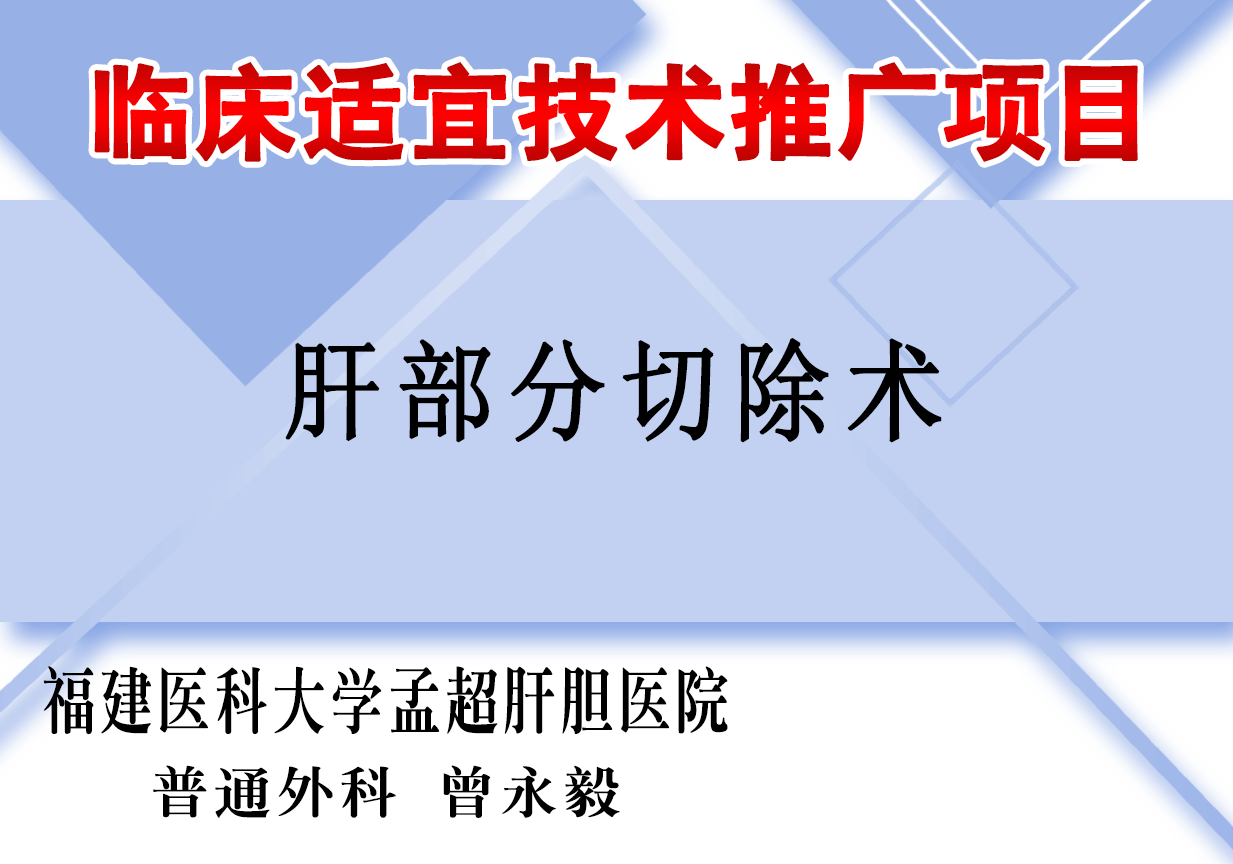 临床适宜技术推广项目
肝部分切除术
福建医科大学孟超肝胆医院
普通外科 曾永毅